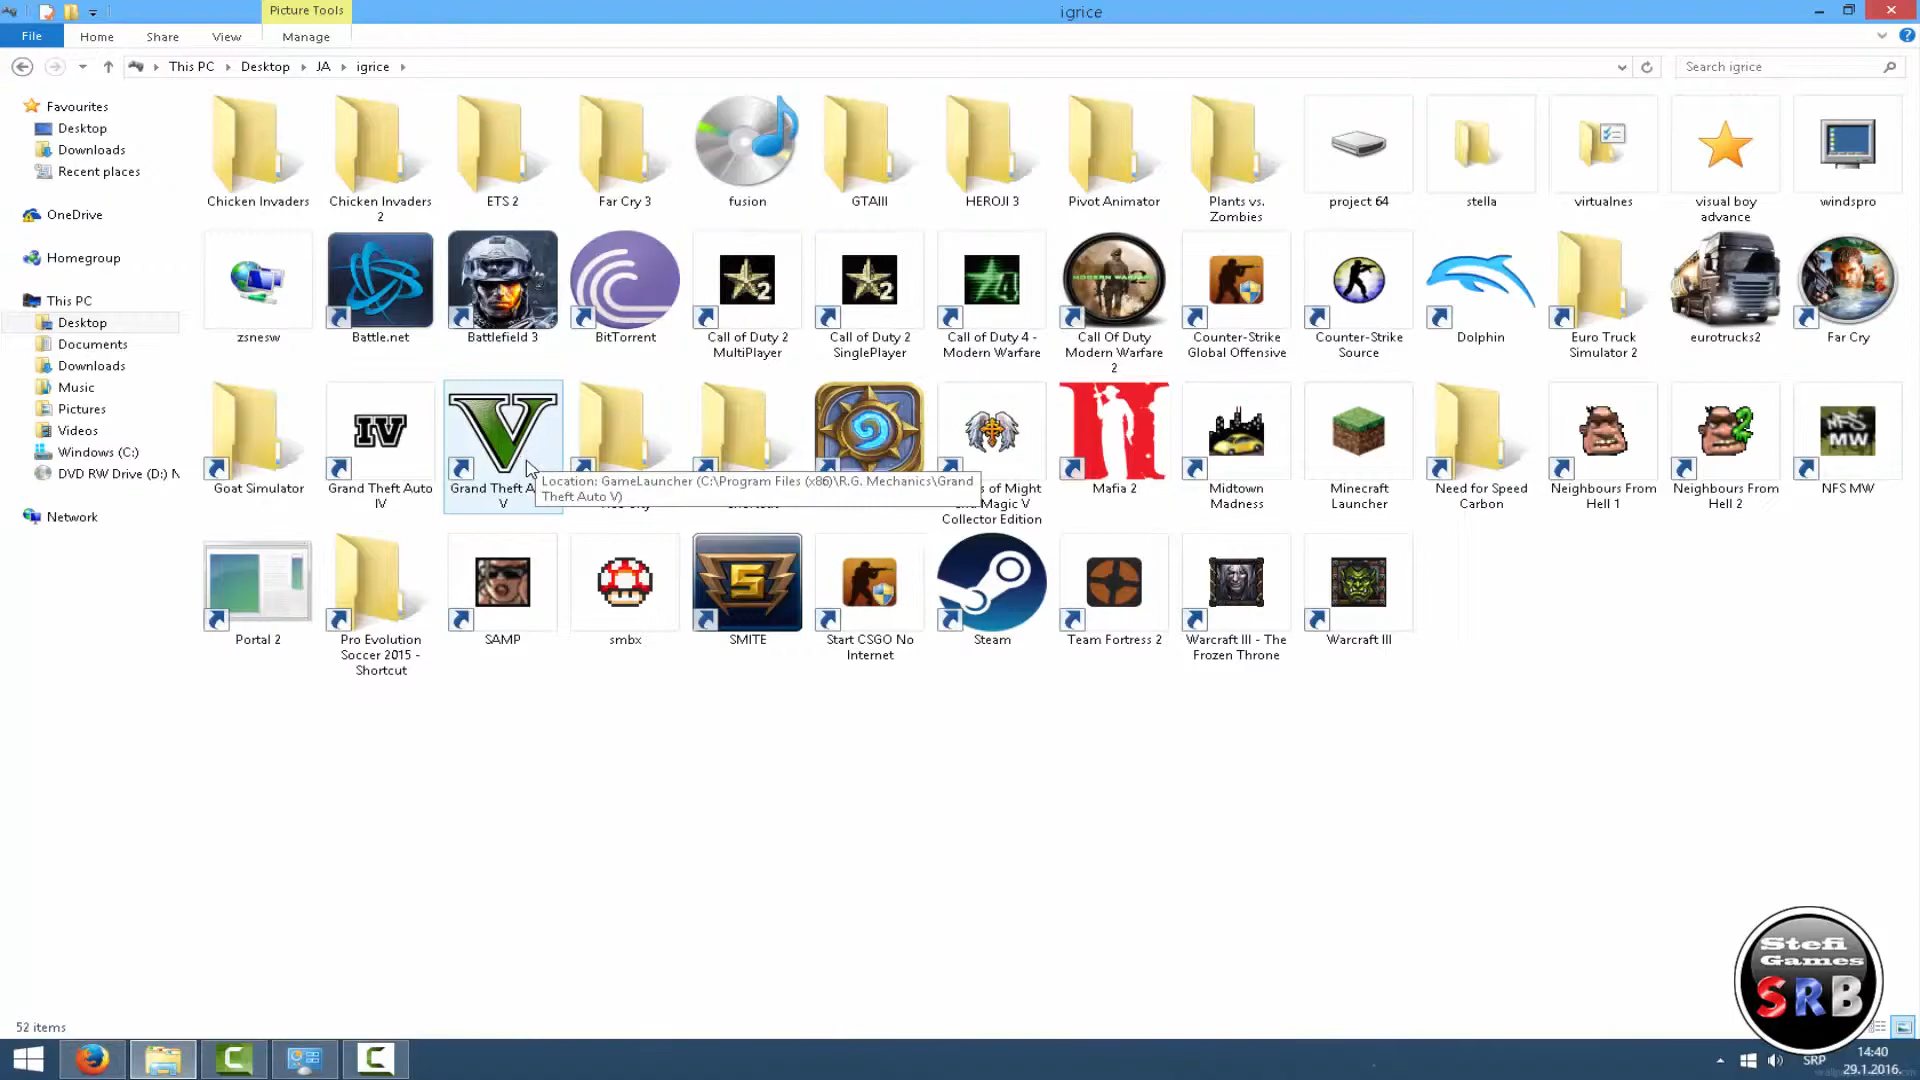 Picture Tools
igrice
File
Home
Share
View
Manage
This PC
Desktop
JA
igrice
Search igrice
Favourites
Desktop
Downloads
Recent places
OneDrive
Homegroup
This PC
Desktop
Documents
Downloads
Music
Pictures
Videos
Windows (C:)
DVD RW Drive (D:) N
Network
Chicken Invaders
Chicken Invaders
2
ETS 2
Far Cry 3
fusion
GTAIII
HEROJI 3
Pivot Animator
Plants vs.
Zombies
project 64
stella
virtualnes
visual boy
advance
windspro
zsnesw
Battle.net
Battlefield 3
BitTorrent
2
Call of Duty 2
MultiPlayer
2
Call of Duty 2
SinglePlayer
4
Call of Duty 4 -
Modern Warfare
MODERN WARFARE
Call Of Duty
Modern Warfare
2
Counter-Strike
Global Offensive
Counter-Strike
Source
Dolphin
Euro Truck
Simulator 2
eurotrucks2
Far Cry
Goat Simulator
IV
Grand Theft Auto
IV
V
Grand Theft A
V
Location: GameLauncher (C:\Program Files (x86)\R.G. Mechanics\Grand
Theft Auto V)
s of Might
Magic V
Collector Edition
Mafia 2
Midtown
Madness
Minecraft
Launcher
Need for Speed
Carbon
Neighbours From
Hell 1
2
Neighbours From
Hell 2
NFS
MW
NFS MW
Portal 2
Pro Evolution
Soccer 2015 -
Shortcut
SAMP
smbx
S
SMITE
Start CSGO No
Internet
Steam
Team Fortress 2
Warcraft III - The
Frozen Throne
Warcraft III
Stefi
Games
SRB
52 items
SRP
14:40
29.1.2016.